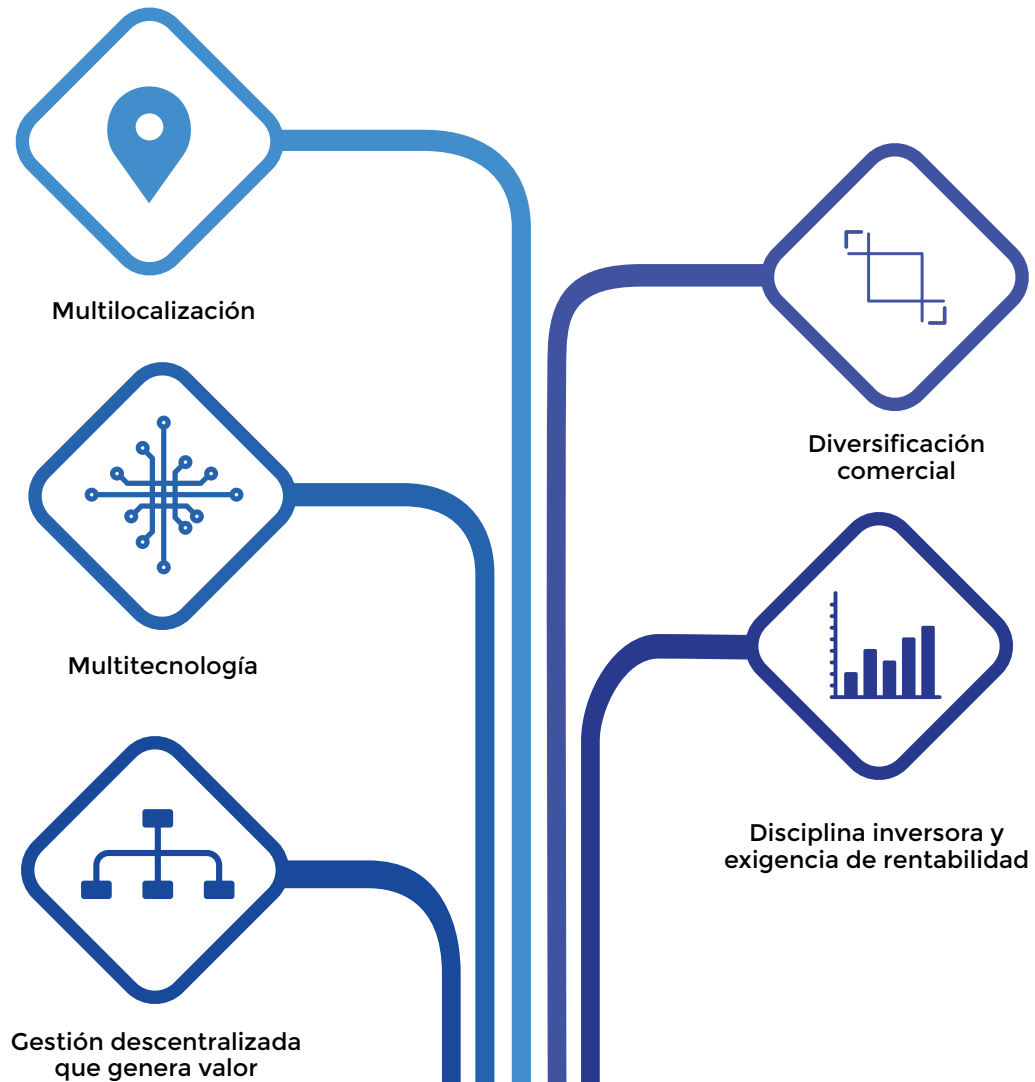 Multilocalización
Multitecnología
Gestión descentralizada
que genera valor
Diversificación
comercial
Disciplina inversora y
exigencia de rentabilidad